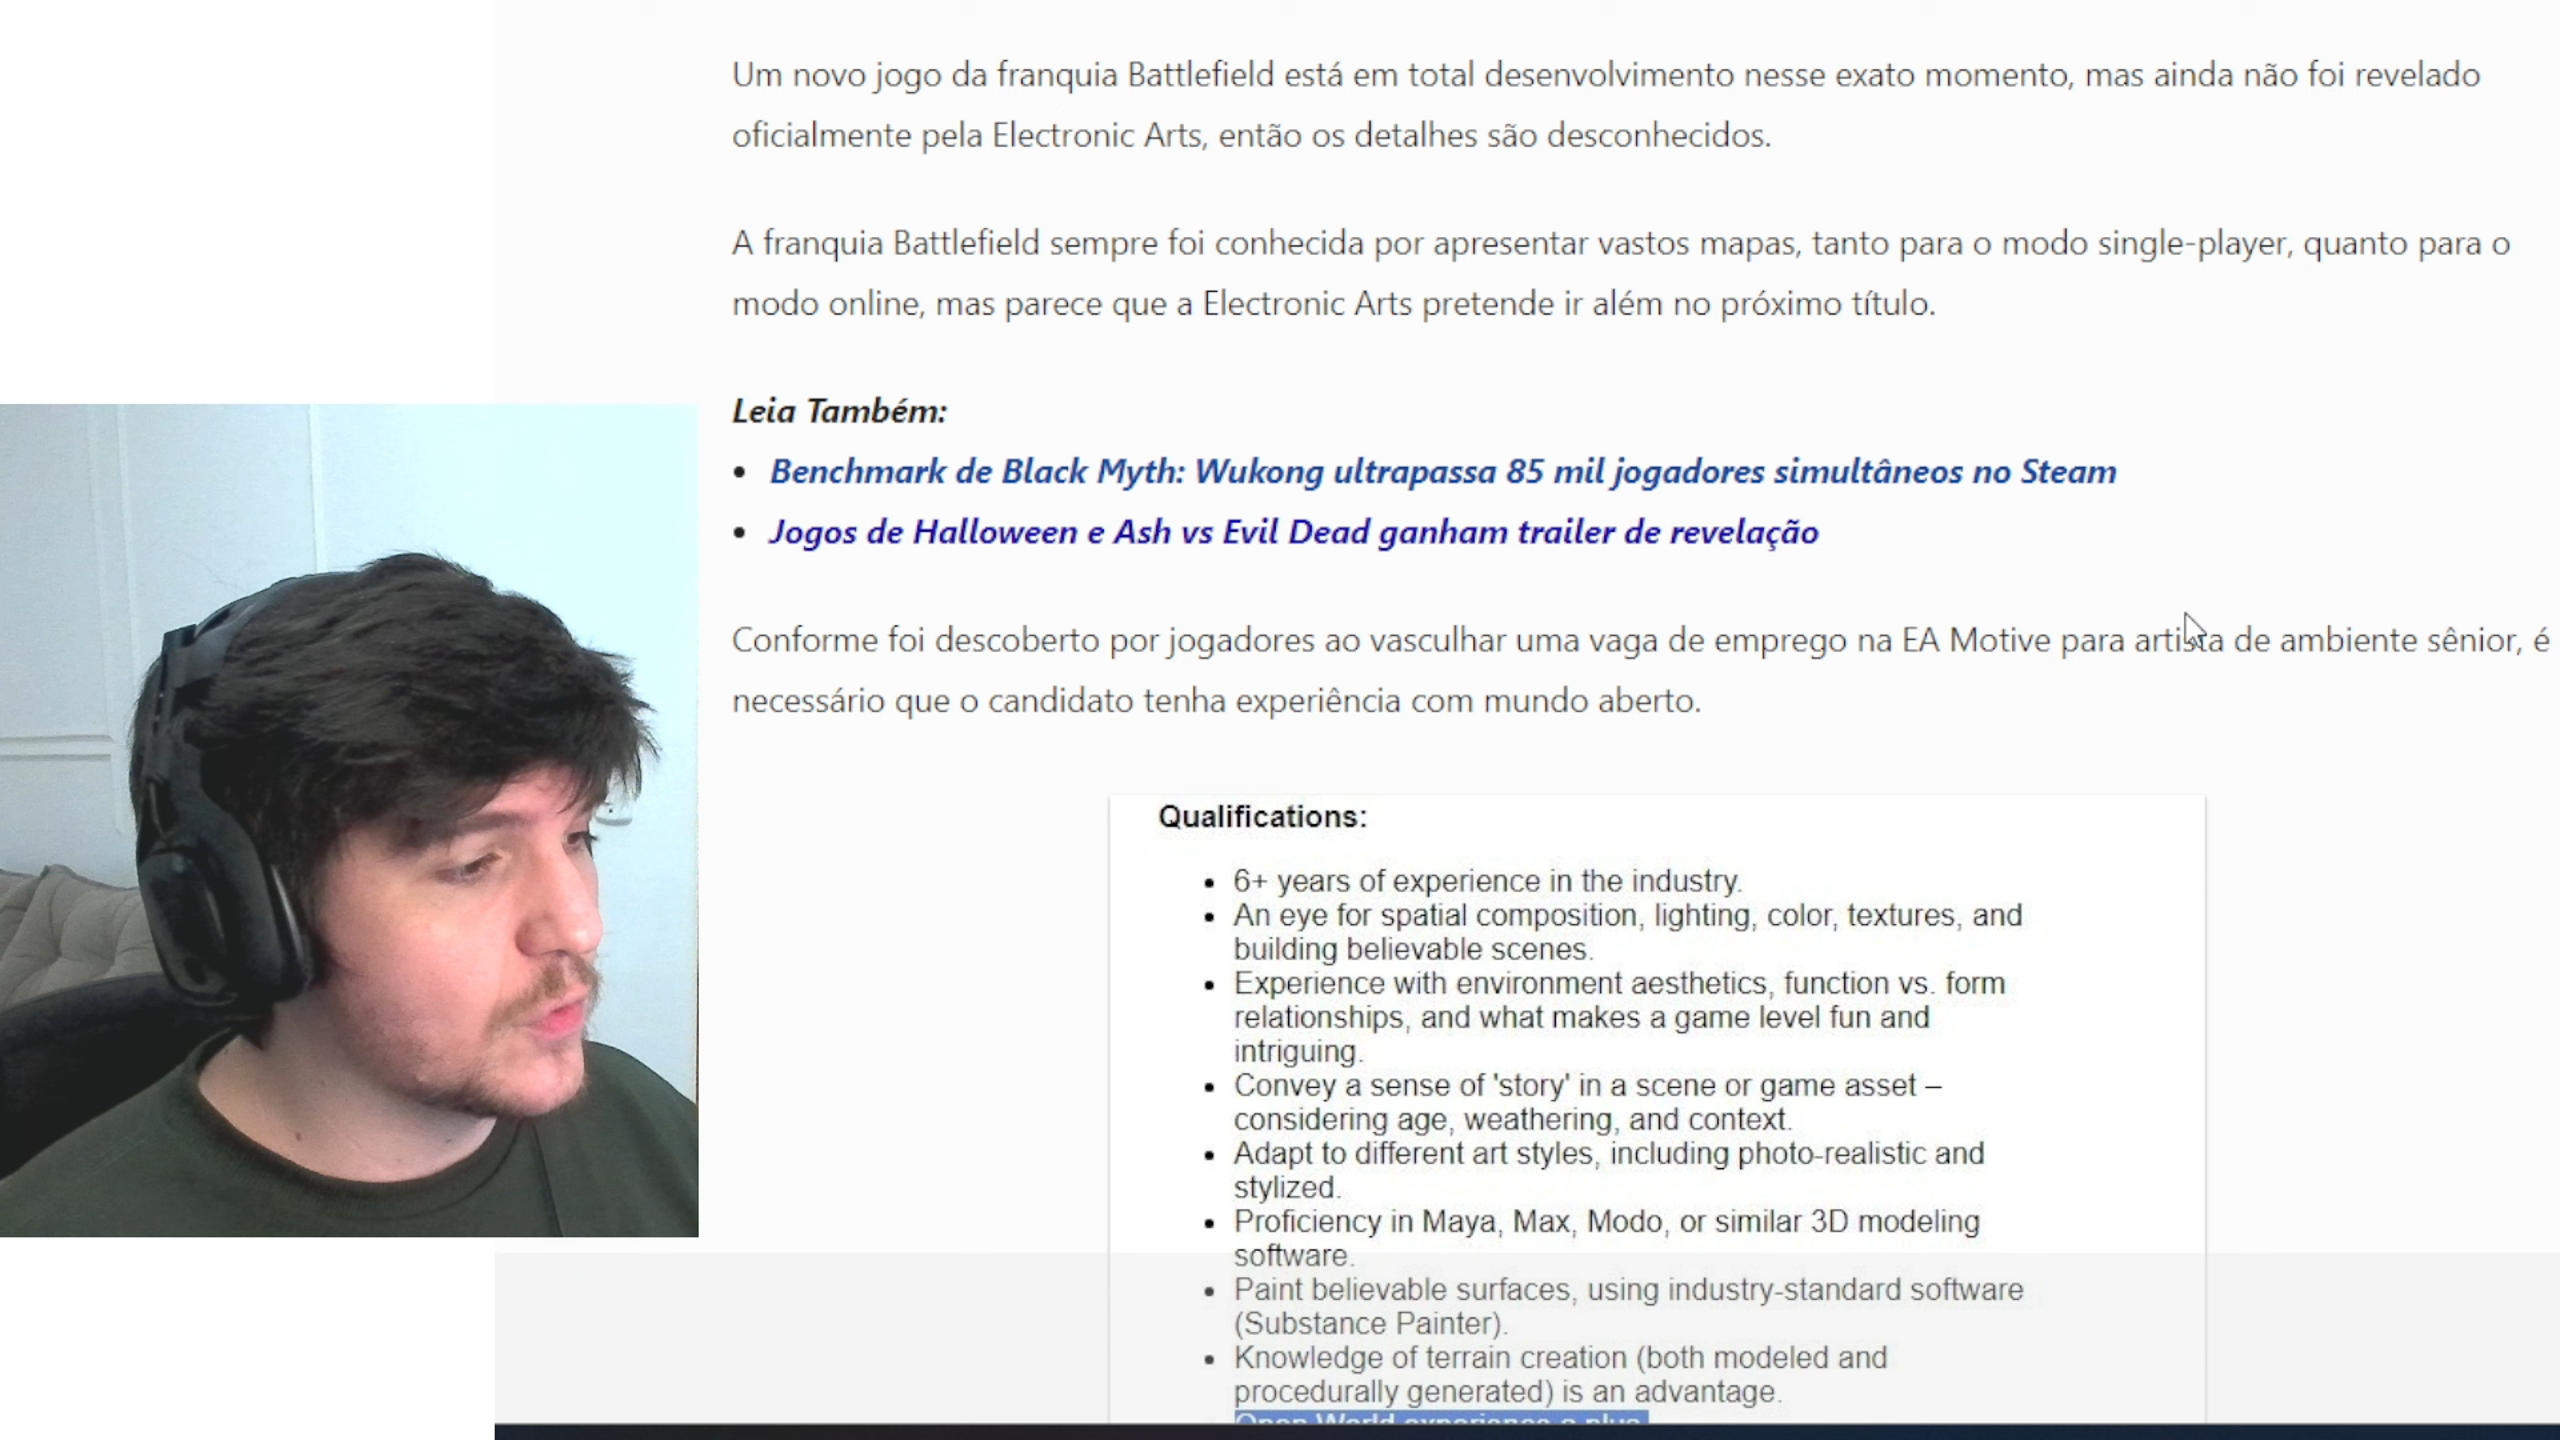 Um novo jogo da franquia Battlefield está em total desenvolvimento nesse exato momento, mas ainda não foi revelado
oficialmente pela Electronic Arts, então os detalhes são desconhecidos.
A franquia Battlefield sempre foi conhecida por apresentar vastos mapas, tanto para o modo single-player, quanto para o
modo online, mas parece que a Electronic Arts pretende ir além no próximo título.
Leia Também:
• Benchmark de Black Myth: Wukong ultrapassa 85 mil jogadores simultâneos no Steam
• Jogos de Halloween e Ash vs Evil Dead ganham trailer de revelação
Conforme foi descoberto por jogadores ao vasculhar uma vaga de emprego na EA Motive para artista de ambiente sênior, é
necessário que o candidato tenha experiência com mundo aberto.
Qualifications:
• 6+ years of experience in the industry.
• An eye for spatial composition, lighting, color, textures, and
building believable scenes.
• Experience with environment aesthetics, function vs. form
relationships, and what makes a game level fun and
intriguing.
• Convey a sense of 'story' in a scene or game asset –
considering age, weathering, and context.
• Adapt to different art styles, including photo-realistic and
stylized.
• Proficiency in Maya, Max, Modo, or similar 3D modeling
software.
• Paint believable surfaces, using industry-standard software
(Substance Painter).
• Knowledge of terrain creation (both modeled and
procedurally generated) is an advantage.
Open World experience a plus.